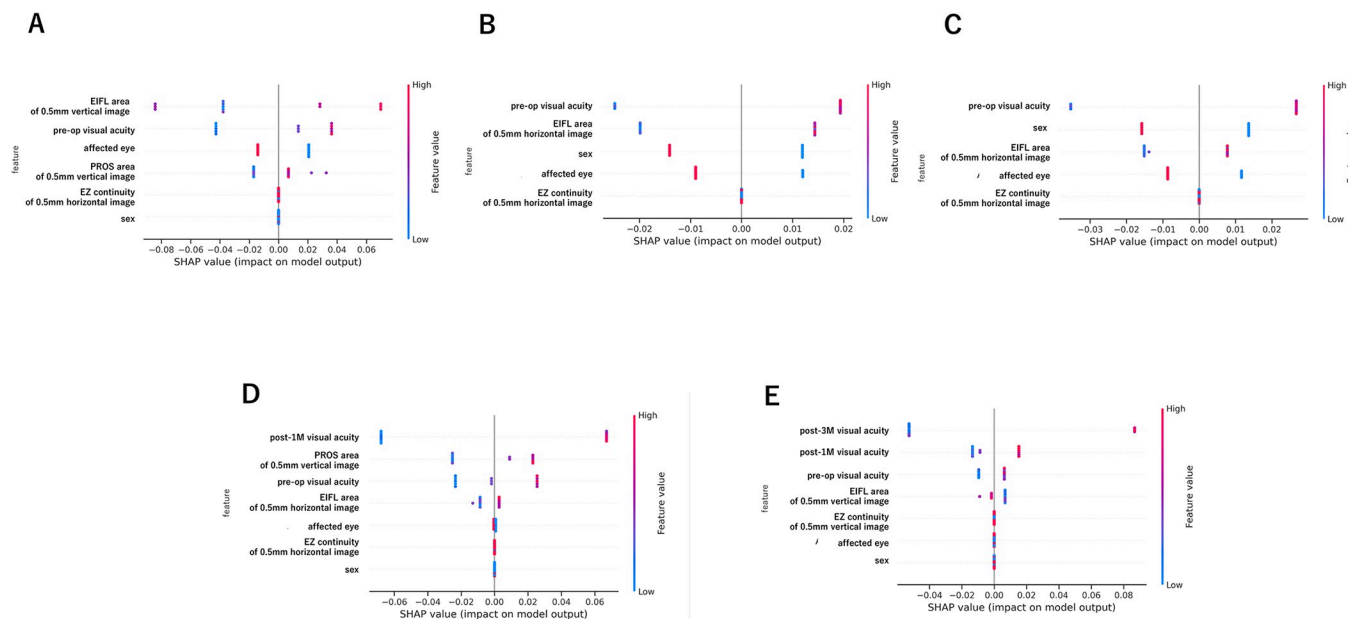 A
High
EIFL area
of 0.5mm vertical image
pre-op visual acuity
affected eye
PROS area
of 0.5mm vertical image
EZ continuity
of 0.5mm horizontal image
sex
feature
Feature value
Low
−0.08 −0.06 −0.04 −0.02 0.00 0.02 0.04 0.06
SHAP value (impact on model output)
B
High
pre-op visual acuity
EIFL area
of 0.5mm horizontal image
sex
affected eye
EZ continuity
of 0.5mm horizontal image
feature
Feature value
Low
−0.02 −0.01 0.00 0.01 0.02
SHAP value (impact on model output)
C
High
pre-op visual acuity
sex
EIFL area
of 0.5mm horizontal image
affected eye
EZ continuity
of 0.5mm horizontal image
feature
Low
−0.03 −0.01 0.00 0.01 0.02
SHAP value (impact on model output)
D
High
post-1M visual acuity
PROS area
of 0.5mm vertical image
pre-op visual acuity
EIFL area
of 0.5mm horizontal image
affected eye
EZ continuity
of 0.5mm horizontal image
sex
feature
Feature value
Low
−0.06 −0.04 −0.02 0.00 0.02 0.04 0.06
SHAP value (impact on model output)
E
High
post-3M visual acuity
post-1M visual acuity
pre-op visual acuity
EIFL area
of 0.5mm vertical image
EZ continuity
of 0.5mm vertical image
affected eye
sex
feature
Feature value
Low
−0.04 −0.02 0.00 0.02 0.04 0.06 0.08
SHAP value (impact on model output)